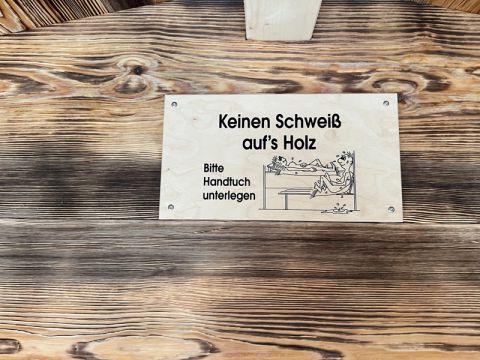 Keinen Schweiß
auf's Holz
Bitte
Handtuch
unterlegen